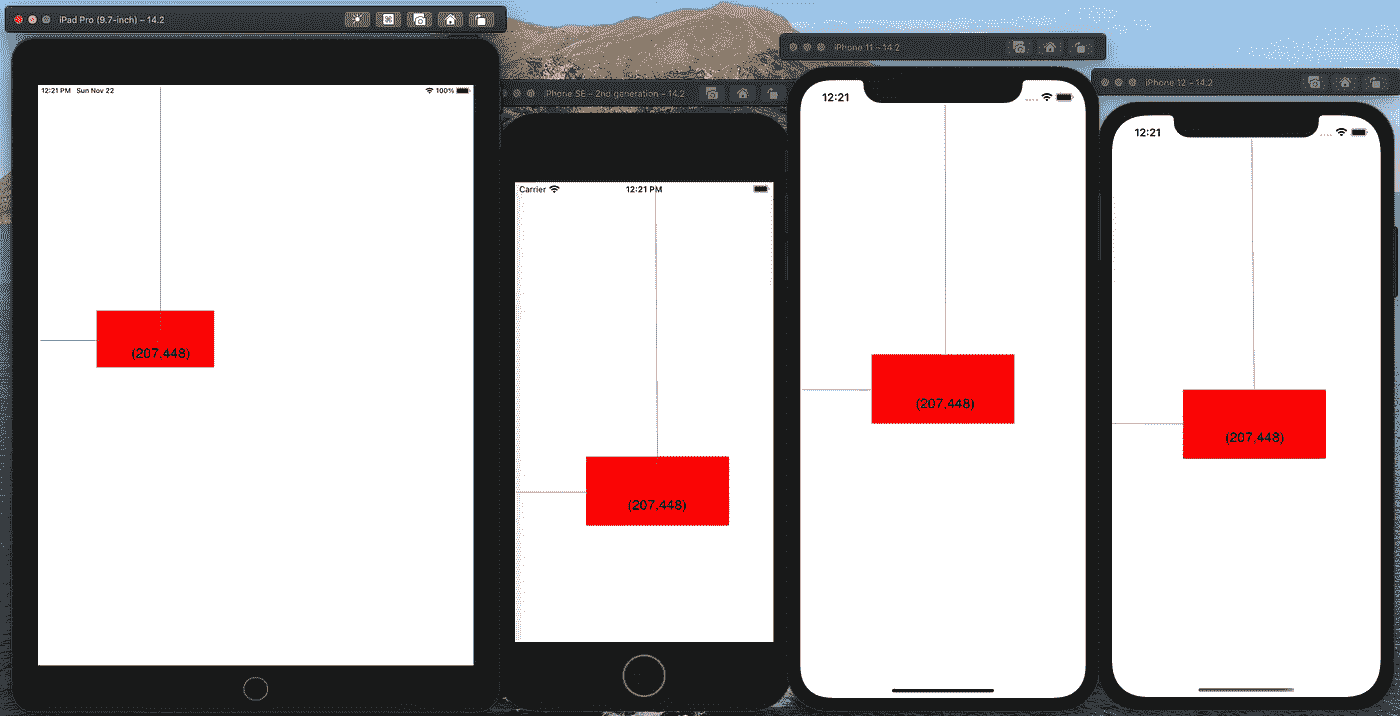 iPad Pro (9.7-inch) – 14.2
12:21 PM Sun Nov 22
100%
(207,448)
iPhone SE – 2nd generation – 14.2
Carrier
12:21 PM
(207,448)
iPhone 11 – 14.2
12:21
(207,448)
iPhone 12 – 14.2
12:21
(207,448)